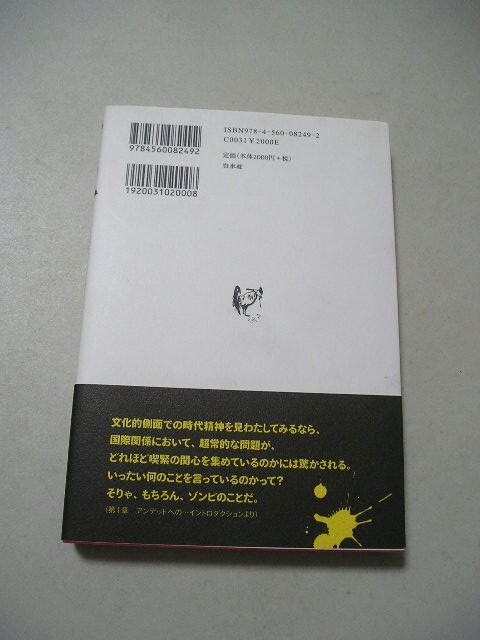 ISBN978-4-560-08249-2
C0031 ¥2000E
定価(本体2000円+税)
白水社
9784560082492
1920031020008
文化的側面での時代精神を見わたしてみるなら、
国際関係において、超常的な問題が、
どれほど喫緊の関心を集めているのかには驚かされる。
いったい何のことを言っているのかって?
そりゃ、もちろん、ゾンビのことだ。
(第1章 アンデッドへの…イントロダクションより)